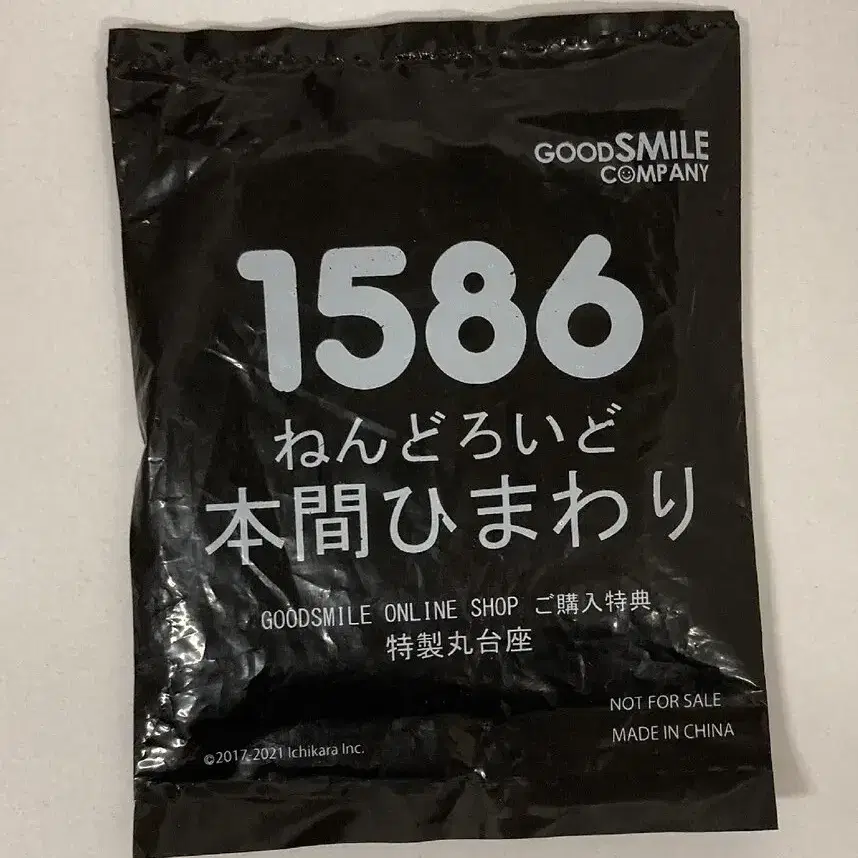 GOODSMILE
COMPANY
1586
ねんどろいど
本間ひまわり
GOODSMILE ONLINE SHOP ご購入特典
特製丸台座
NOT FOR SALE
MADE IN CHINA
©2017-2021 Ichikara Inc.